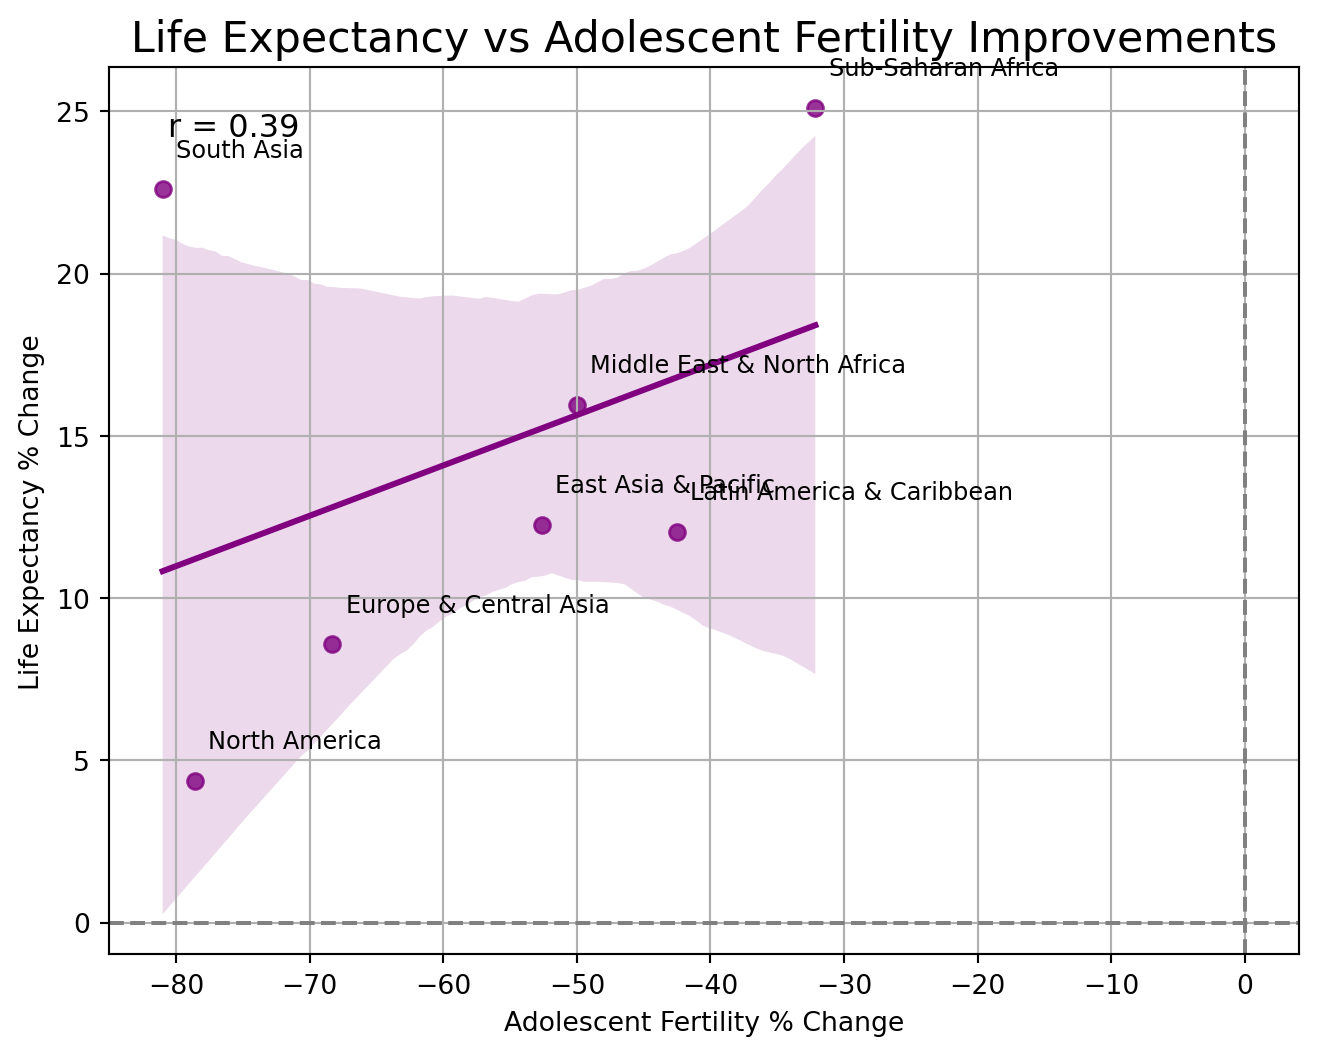 Life Expectancy vs Adolescent Fertility Improvements
Sub-Saharan Africa
25
r = 0.39
South Asia
20
Middle East & North Africa
15
East Asia & Pacific
Latin America & Caribbean
10
Europe & Central Asia
North America
5
0
Life Expectancy % Change
−80 −70 −60 −50 −40 −30 −20 −10 0
Adolescent Fertility % Change